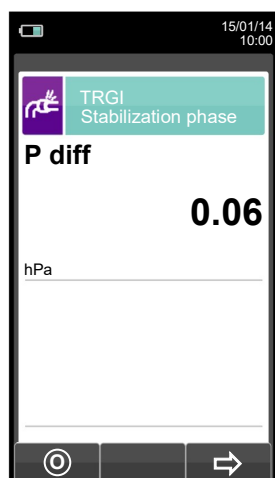 15/01/14
10:00
TRGI
Stabilization phase
P diff
0.06
hPa